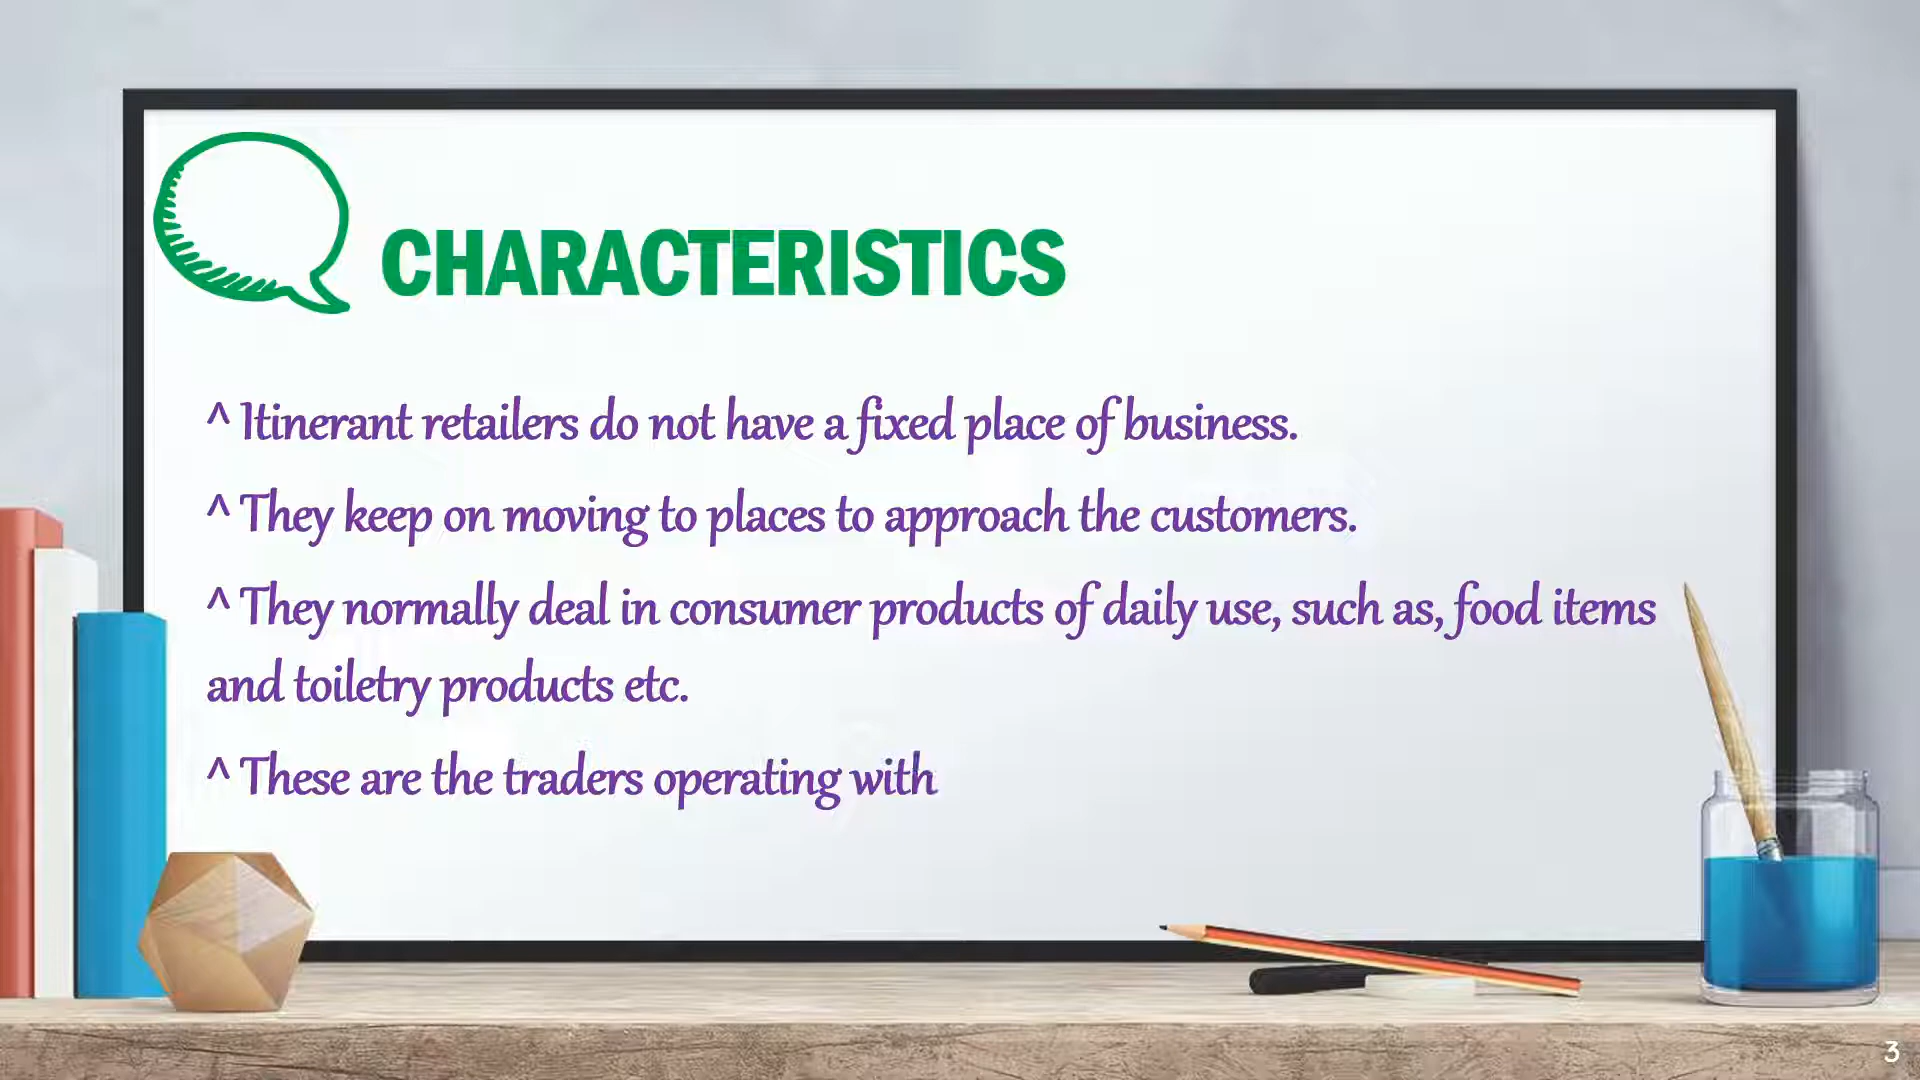 CHARACTERISTICS
^ Itinerant retailers do not have a fixed place of business.
^ They keep on moving to places to approach the customers.
^ They normally deal in consumer products of daily use, such as, food items
and toiletry products etc.
^ These are the traders operating with
3